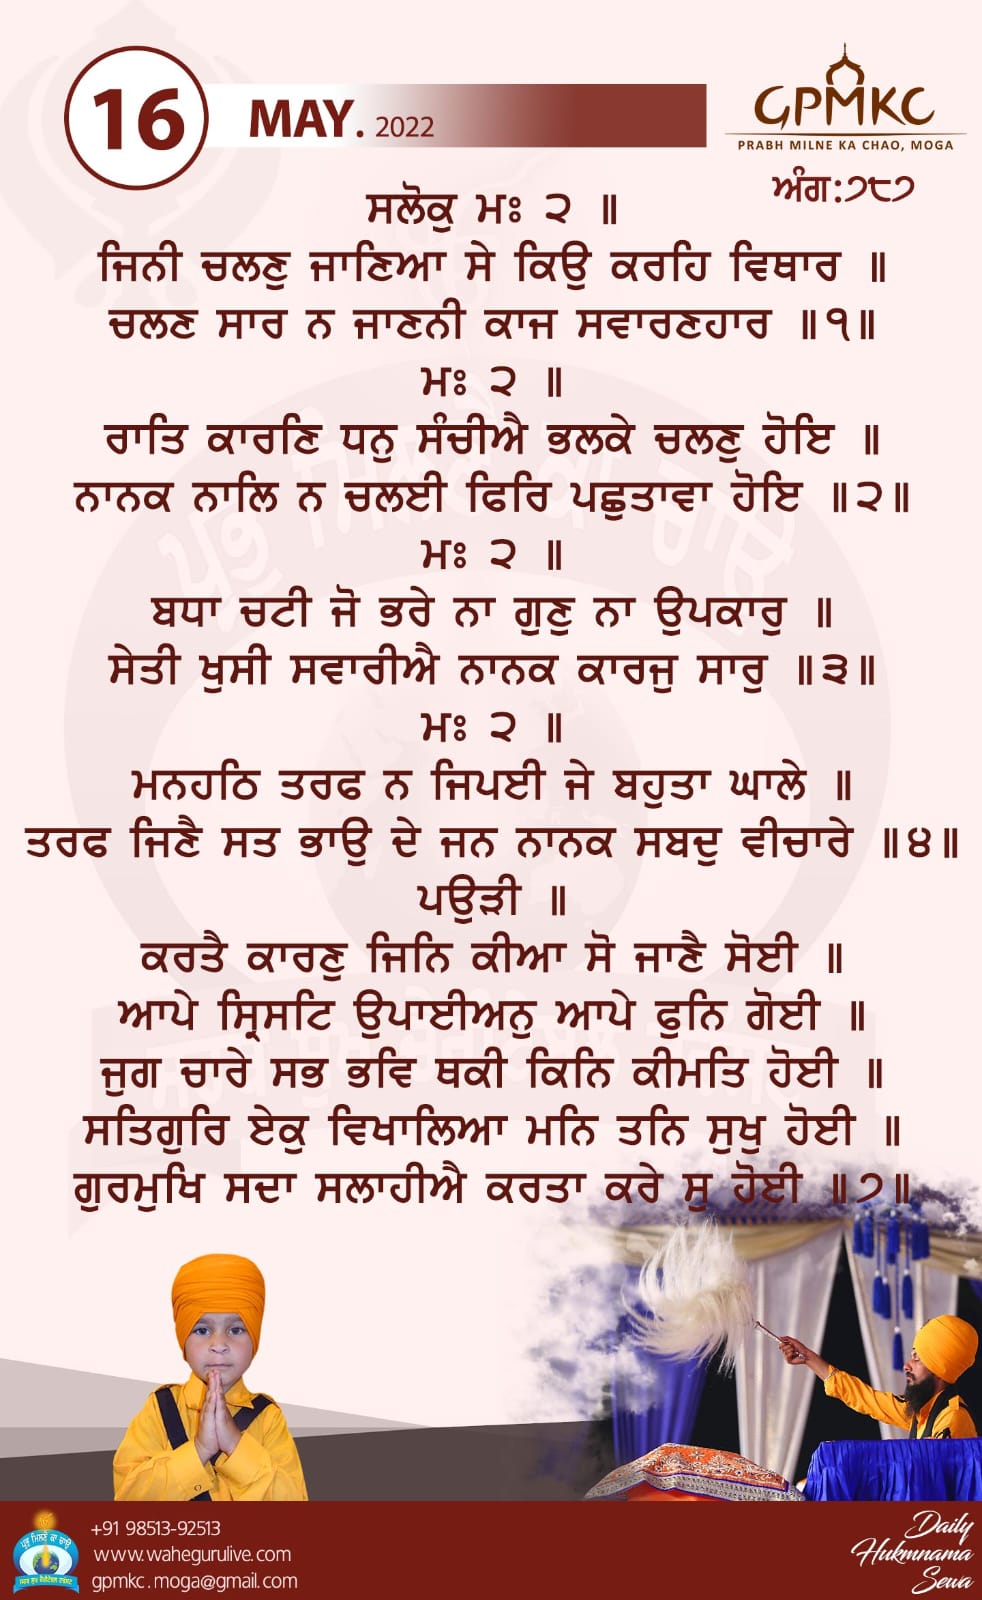 16
MAY. 2022
GPMKC
PRABH MILNE KA CHAO, MOGA
ਅੰਗ:੭੮੭
ਸਲੋਕੁ ਮਃ ੨ ॥
ਜਿਨੀ ਚਲਣੁ ਜਾਣਿਆ ਸੇ ਕਿਉ ਕਰਹਿ ਵਿਥਾਰ ॥
ਚਲਣ ਸਾਰ ਨ ਜਾਣਨੀ ਕਾਜ ਸਵਾਰਣਹਾਰ ॥੧॥
ਮਃ ੨ ॥
ਰਾਤਿ ਕਾਰਣਿ ਧਨੁ ਸੰਚੀਐ ਭਲਕੇ ਚਲਣੁ ਹੋਇ ॥
ਨਾਨਕ ਨਾਲਿ ਨ ਚਲਈ ਫਿਰਿ ਪਛੁਤਾਵਾ ਹੋਇ ॥੨॥
ਮਃ ੨ ॥
ਬਧਾ ਚਟੀ ਜੋ ਭਰੇ ਨਾ ਗੁਣੁ ਨਾ ਉਪਕਾਰੁ ॥
ਸੇਤੀ ਖੁਸੀ ਸਵਾਰੀਐ ਨਾਨਕ ਕਾਰਜੁ ਸਾਰੁ ॥੩॥
ਮਃ ੨ ॥
ਮਨਹਠਿ ਤਰਫ ਨ ਜਿਪਈ ਜੇ ਬਹੁਤਾ ਘਾਲੇ ॥
ਤਰਫ ਜਿਣੈ ਸਤ ਭਾਉ ਦੇ ਜਨ ਨਾਨਕ ਸਬਦੁ ਵੀਚਾਰੇ ॥੪॥
ਪਉੜੀ ॥
ਕਰਤੈ ਕਾਰਣੁ ਜਿਨਿ ਕੀਆ ਸੋ ਜਾਣੈ ਸੋਈ ॥
ਆਪੇ ਸ੍ਰਿਸਟਿ ਉਪਾਈਅਨੁ ਆਪੇ ਫੁਨਿ ਗੋਈ ॥
ਜੁਗ ਚਾਰੇ ਸਭ ਭਵਿ ਥਕੀ ਕਿਨਿ ਕੀਮਤਿ ਹੋਈ ॥
ਸਤਿਗੁਰਿ ਏਕੁ ਵਿਖਾਲਿਆ ਮਨਿ ਤਨਿ ਸੁਖੁ ਹੋਈ ॥
ਗੁਰਮੁਖਿ ਸਦਾ ਸਲਾਹੀਐ ਕਰਤਾ ਕਰੇ ਸੁ ਹੋਈ ॥੭॥
ਪ੍ਰਭ ਮਿਲਣੈ ਕਾ ਚਾਓ
+91 98513-92513
www.wahegurulive.com
gpmkc.moga@gmail.com
Daily
Hukmnama
Sewa